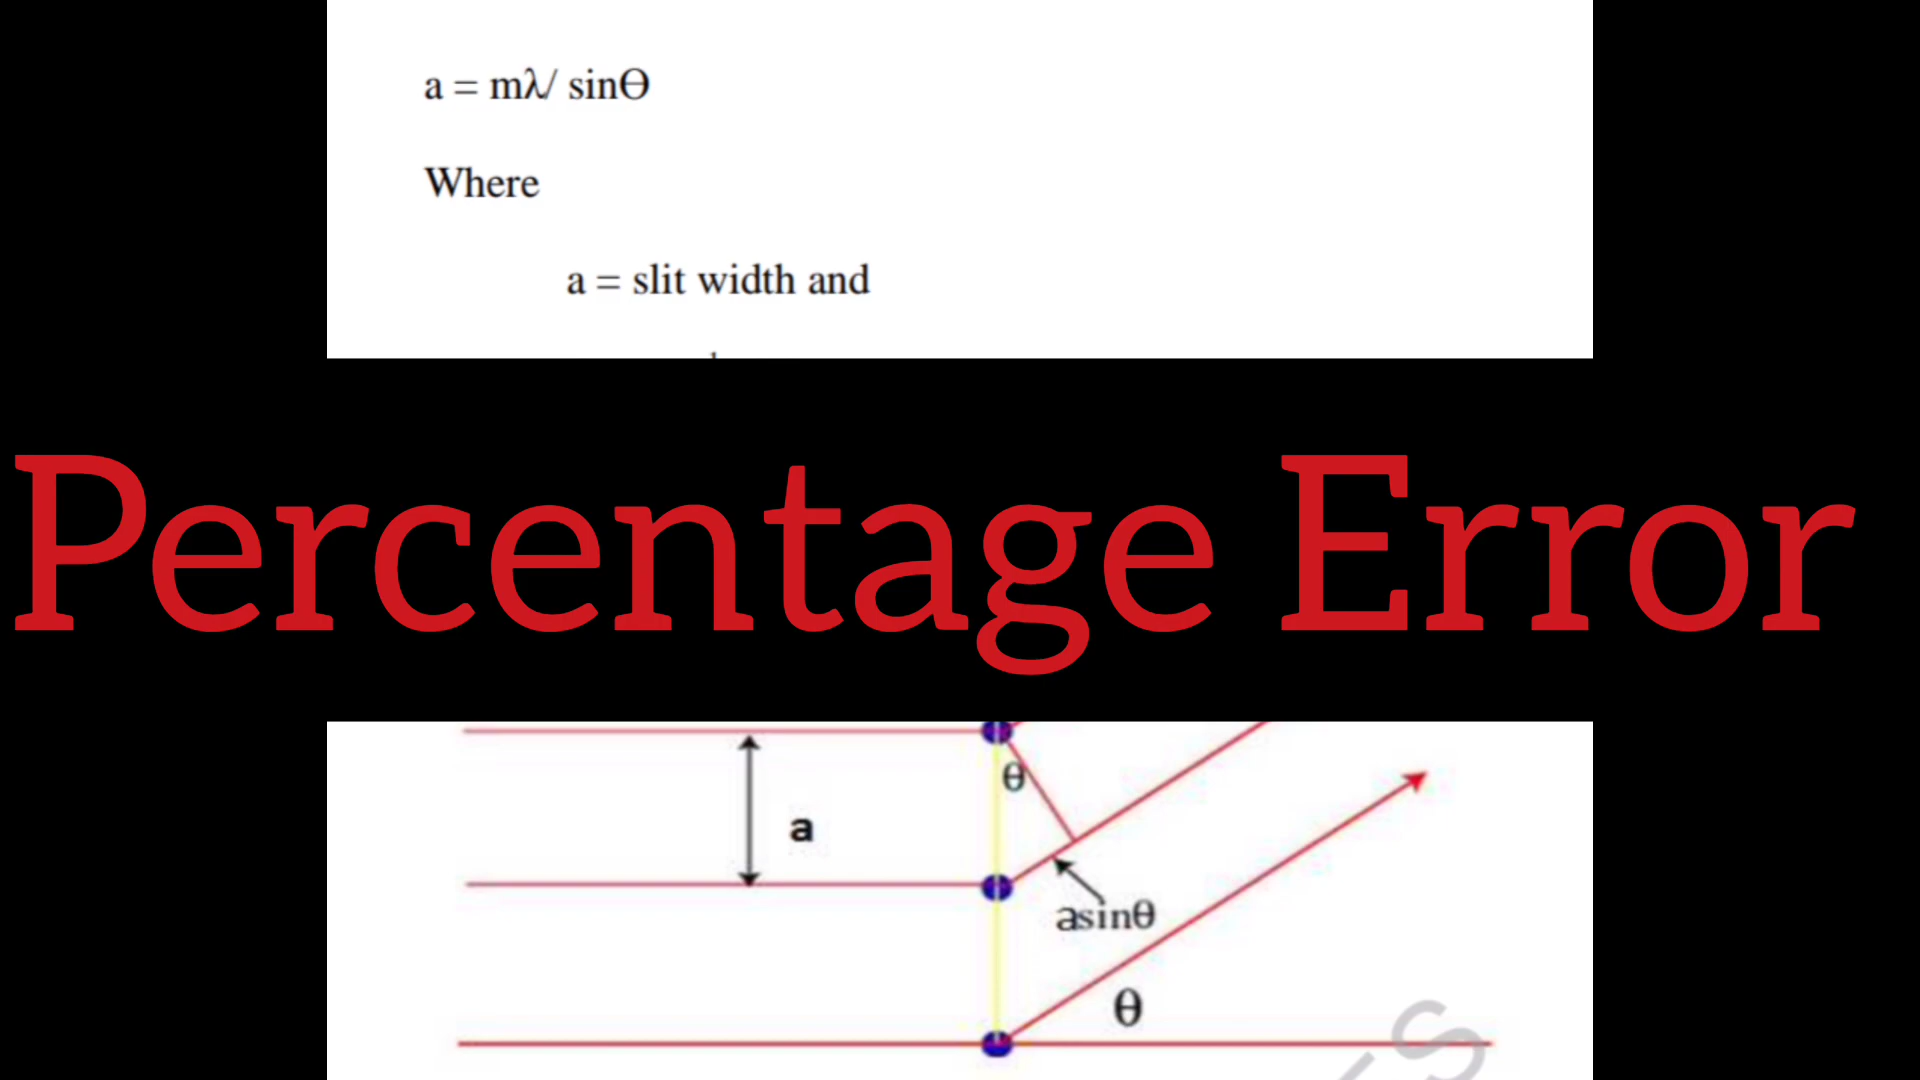 a = mλ/ sinΘ
Where
a = slit width and
Percentage Error
θ
a
asinθ
θ